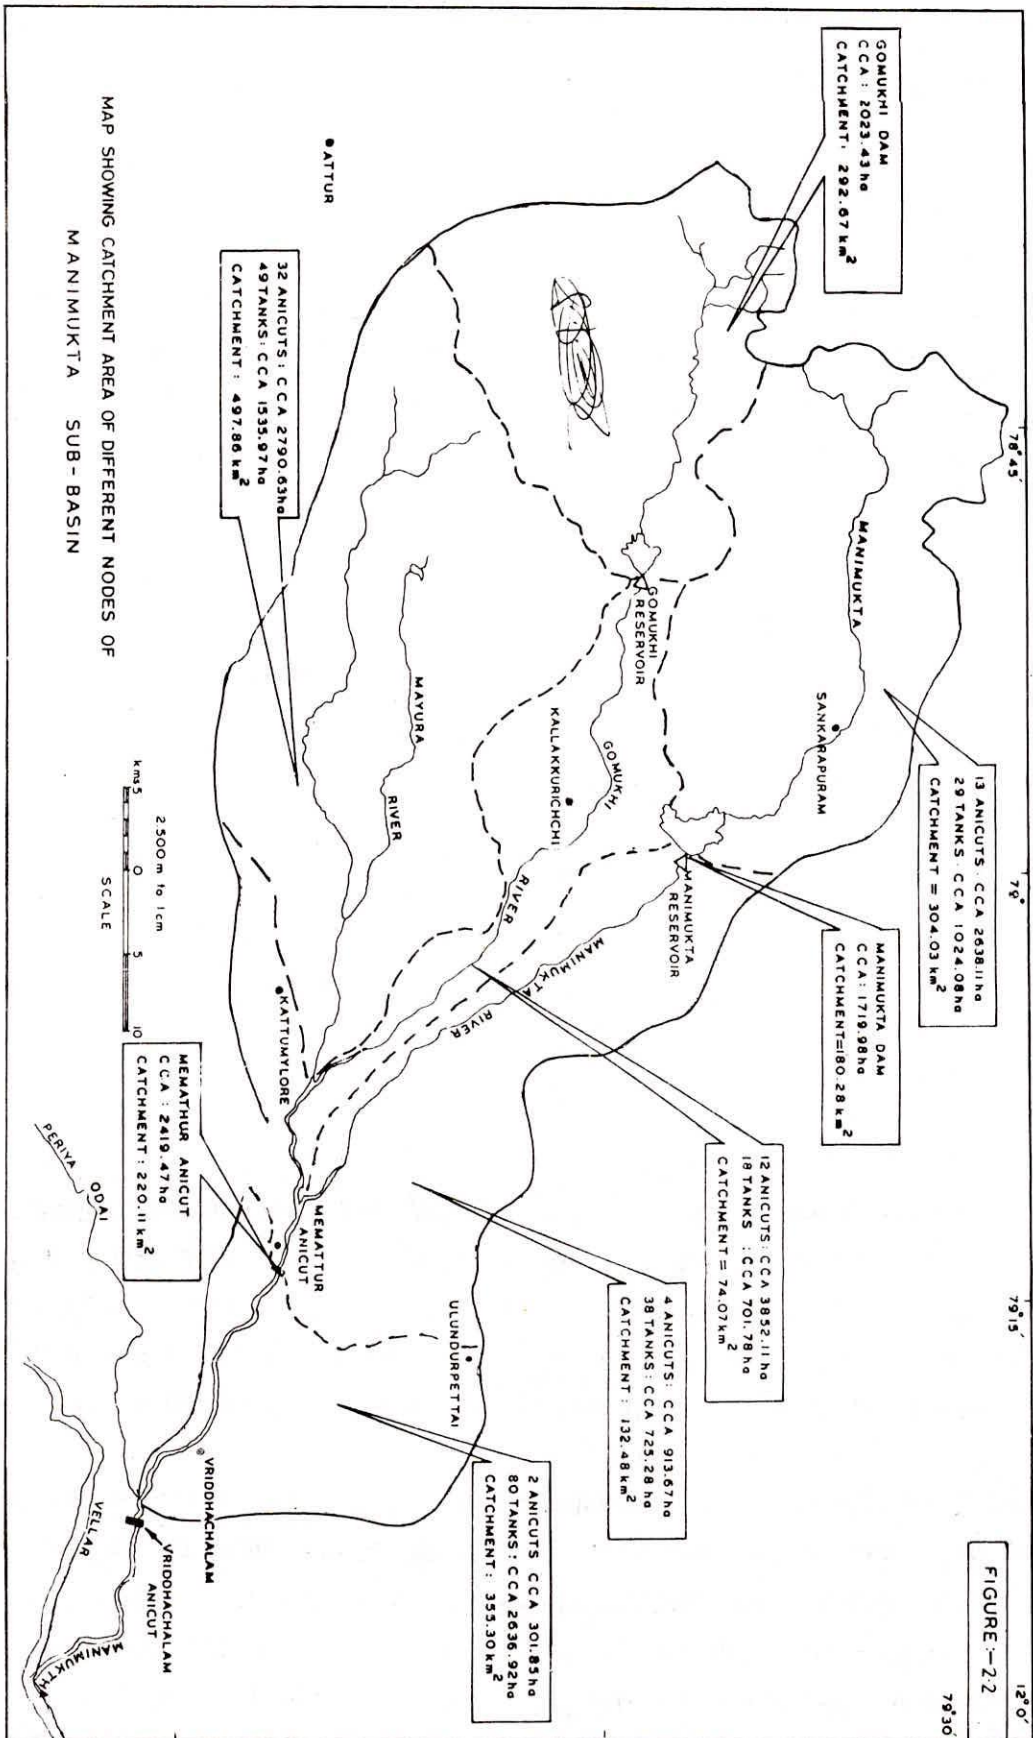 FIGURE:-2·2
12°0'
79°30'
78°45'
79°
79°15'
GOMUKHI DAM
CCA: 2023.43 ha
CATCHMENT: 292.67 km²
13 ANICUTS. CCA 2638.11 ha
29 TANKS. CCA 1024.08 ha
CATCHMENT = 304.03 km²
MANIMUKTA DAM
CCA: 1719.98 ha
CATCHMENT=180.28 km²
12 ANICUTS: CCA 3852.11 ha
18 TANKS : CCA 701.78 ha
CATCHMENT = 74.07 km²
4 ANICUTS: CCA 913.67 ha
38 TANKS: CCA 725.28 ha
CATCHMENT: 132.48 km²
2 ANICUTS CCA 301.85 ha
80 TANKS: CCA 2636.92 ha
CATCHMENT: 355.30 km²
MANIMUKTA
SANKARAPURAM
GOMUKHI
RESERVOIR
MANIMUKTA
RESERVOIR
GOMUKHI
RIVER
KALLAKKURICHCHI
MANIMUKTA
RIVER
ULUNDURPETTAI
ATTUR
MAYURA
RIVER
MEMATTUR
ANICUT
KATTUMYLORE
32 ANICUTS: CCA 2790.63 ha
49 TANKS: CCA 1535.97 ha
CATCHMENT: 497.86 km²
MEMATHUR ANICUT
C.C.A : 2419.47 ha
CATCHMENT: 220.11 km²
VRIDDHACHALAM
VRIDDHACHALAM
ANICUT
PERIYA ODAI
VELLAR
MANIMUKTHA
2.500 m to 1cm
kms 5 0 5 10
SCALE
MAP SHOWING CATCHMENT AREA OF DIFFERENT NODES OF
MANIMUKTA SUB-BASIN